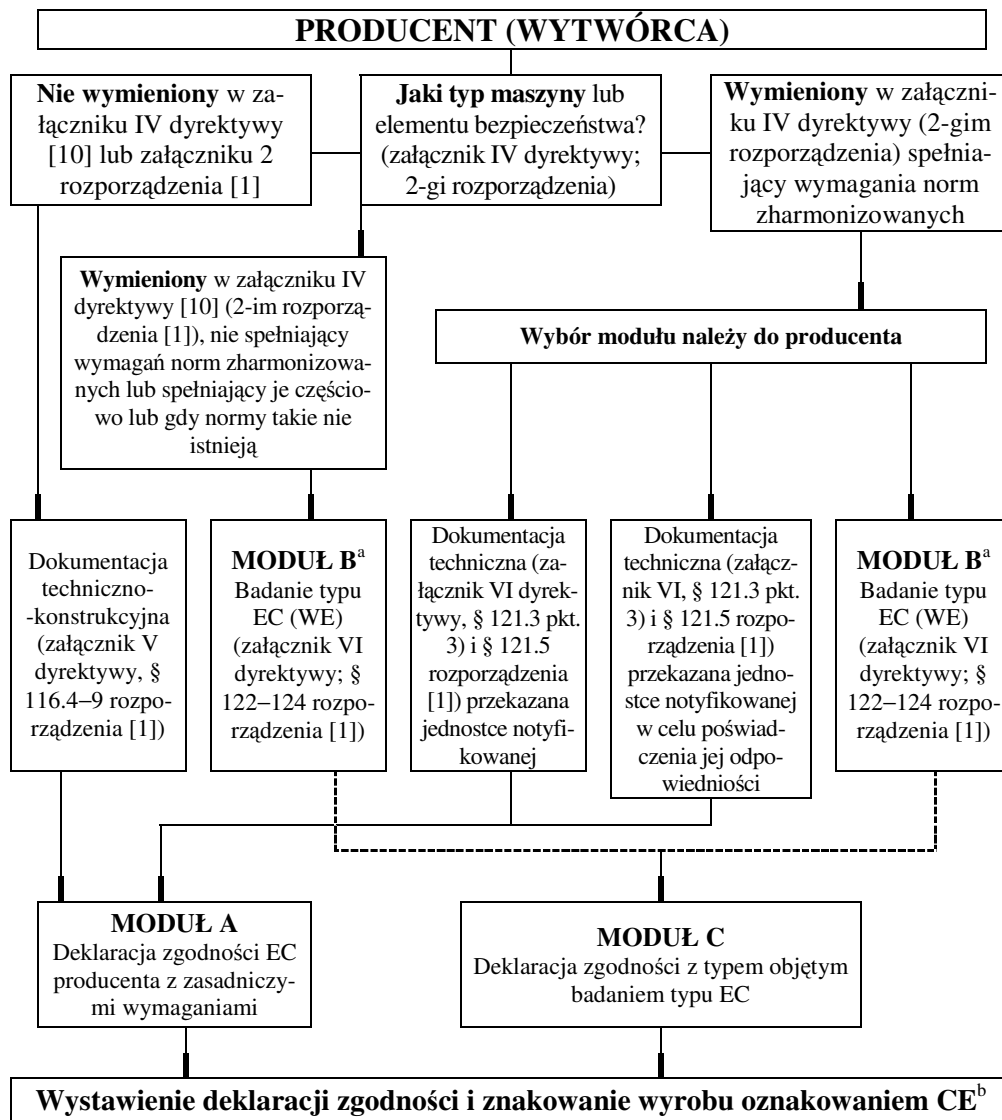 PRODUCENT (WYTWÓRCA)
Nie wymieniony w za-
łączniku IV dyrektywy
[10] lub załączniku 2
rozporządzenia [1]
Jaki typ maszyny lub
elementu bezpieczeństwa?
(załącznik IV dyrektywy;
2-gi rozporządzenia)
Wymieniony w załączni-
ku IV dyrektywy (2-gim
rozporządzenia) spełnia-
jący wymagania norm
zharmonizowanych
Wymieniony w załączniku IV
dyrektywy [10] (2-im rozporzą-
dzenia [1]), nie spełniający
wymagań norm zharmonizowa-
nych lub spełniający je częścio-
wo lub gdy normy takie nie
istnieją
Wybór modułu należy do producenta
Dokumentacja
techniczno-
-konstrukcyjna
(załącznik V
dyrektywy, §
116.4–9 rozpo-
rządzenia [1])
MODUŁ Bᵃ
Badanie typu
EC (WE)
(załącznik VI
dyrektywy; §
122–124 rozpo-
rządzenia [1])
Dokumentacja
techniczna (za-
łącznik VI dyrek-
tywy, § 121.3 pkt.
3) i § 121.5
rozporządzenia
[1]) przekazana
jednostce notyfi-
kowanej
Dokumentacja
techniczna (załącz-
nik VI, § 121.3 pkt.
3) i § 121.5 rozpo-
rządzenia [1])
przekazana jedno-
stce notyfikowanej
w celu poświad-
czenia jej odpo-
wiedniości
MODUŁ Bᵃ
Badanie typu
EC (WE)
(załącznik VI
dyrektywy; §
122–124 rozpo-
rządzenia [1])
MODUŁ A
Deklaracja zgodności EC
producenta z zasadniczy-
mi wymaganiami
MODUŁ C
Deklaracja zgodności z typem objętym
badaniem typu EC
Wystawienie deklaracji zgodności i znakowanie wyrobu oznakowaniem CEᵇ